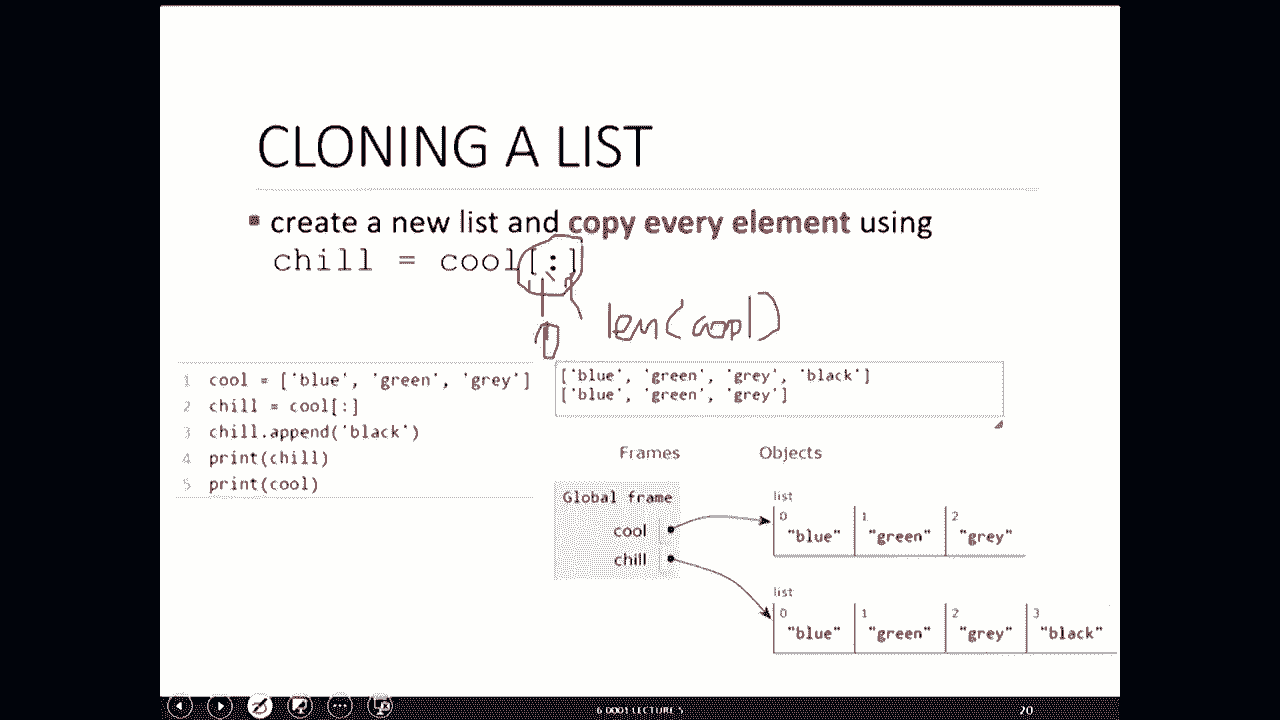 CLONING A LIST
▪ create a new list and copy every element using
chill = cool[:]
0 len(cool)
1 cool = ['blue', 'green', 'grey']
2 chill = cool[:]
3 chill.append('black')
4 print(chill)
5 print(cool)
['blue', 'green', 'grey', 'black']
['blue', 'green', 'grey']
Frames Objects
Global frame
cool
chill
list
0 1 2
"blue" "green" "grey"
list
0 1 2 3
"blue" "green" "grey" "black"
6.0001 LECTURE 5
20